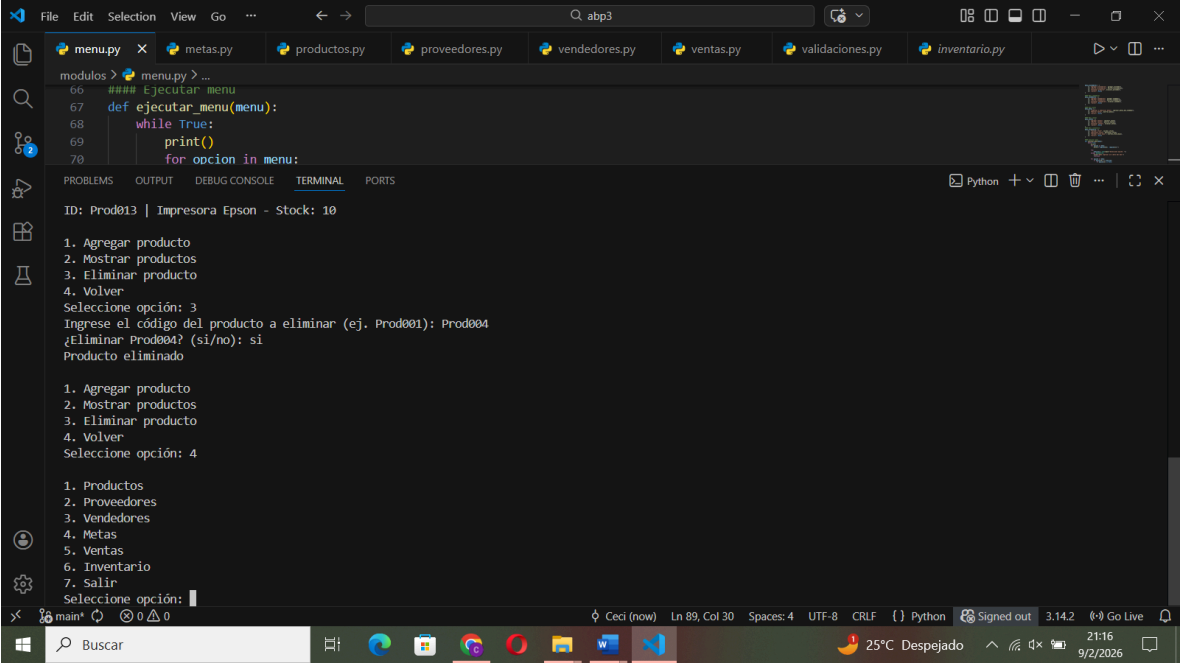 File Edit Selection View Go ··· abp3
menu.py metas.py productos.py proveedores.py vendedores.py ventas.py validaciones.py inventario.py
modulos > menu.py > ...
66 #### Ejecutar menu
67 def ejecutar_menu(menu):
68 while True:
69 print()
70 for opcion in menu:
PROBLEMS OUTPUT DEBUG CONSOLE TERMINAL PORTS Python
ID: Prod013 | Impresora Epson - Stock: 10
1. Agregar producto
2. Mostrar productos
3. Eliminar producto
4. Volver
Seleccione opción: 3
Ingrese el código del producto a eliminar (ej. Prod001): Prod004
¿Eliminar Prod004? (si/no): si
Producto eliminado
1. Agregar producto
2. Mostrar productos
3. Eliminar producto
4. Volver
Seleccione opción: 4
1. Productos
2. Proveedores
3. Vendedores
4. Metas
5. Ventas
6. Inventario
7. Salir
Seleccione opción:
2
main* 0 0 Ceci (now) Ln 89, Col 30 Spaces: 4 UTF-8 CRLF {} Python Signed out 3.14.2 Go Live
Buscar 1 25°C Despejado 21:16
9/2/2026